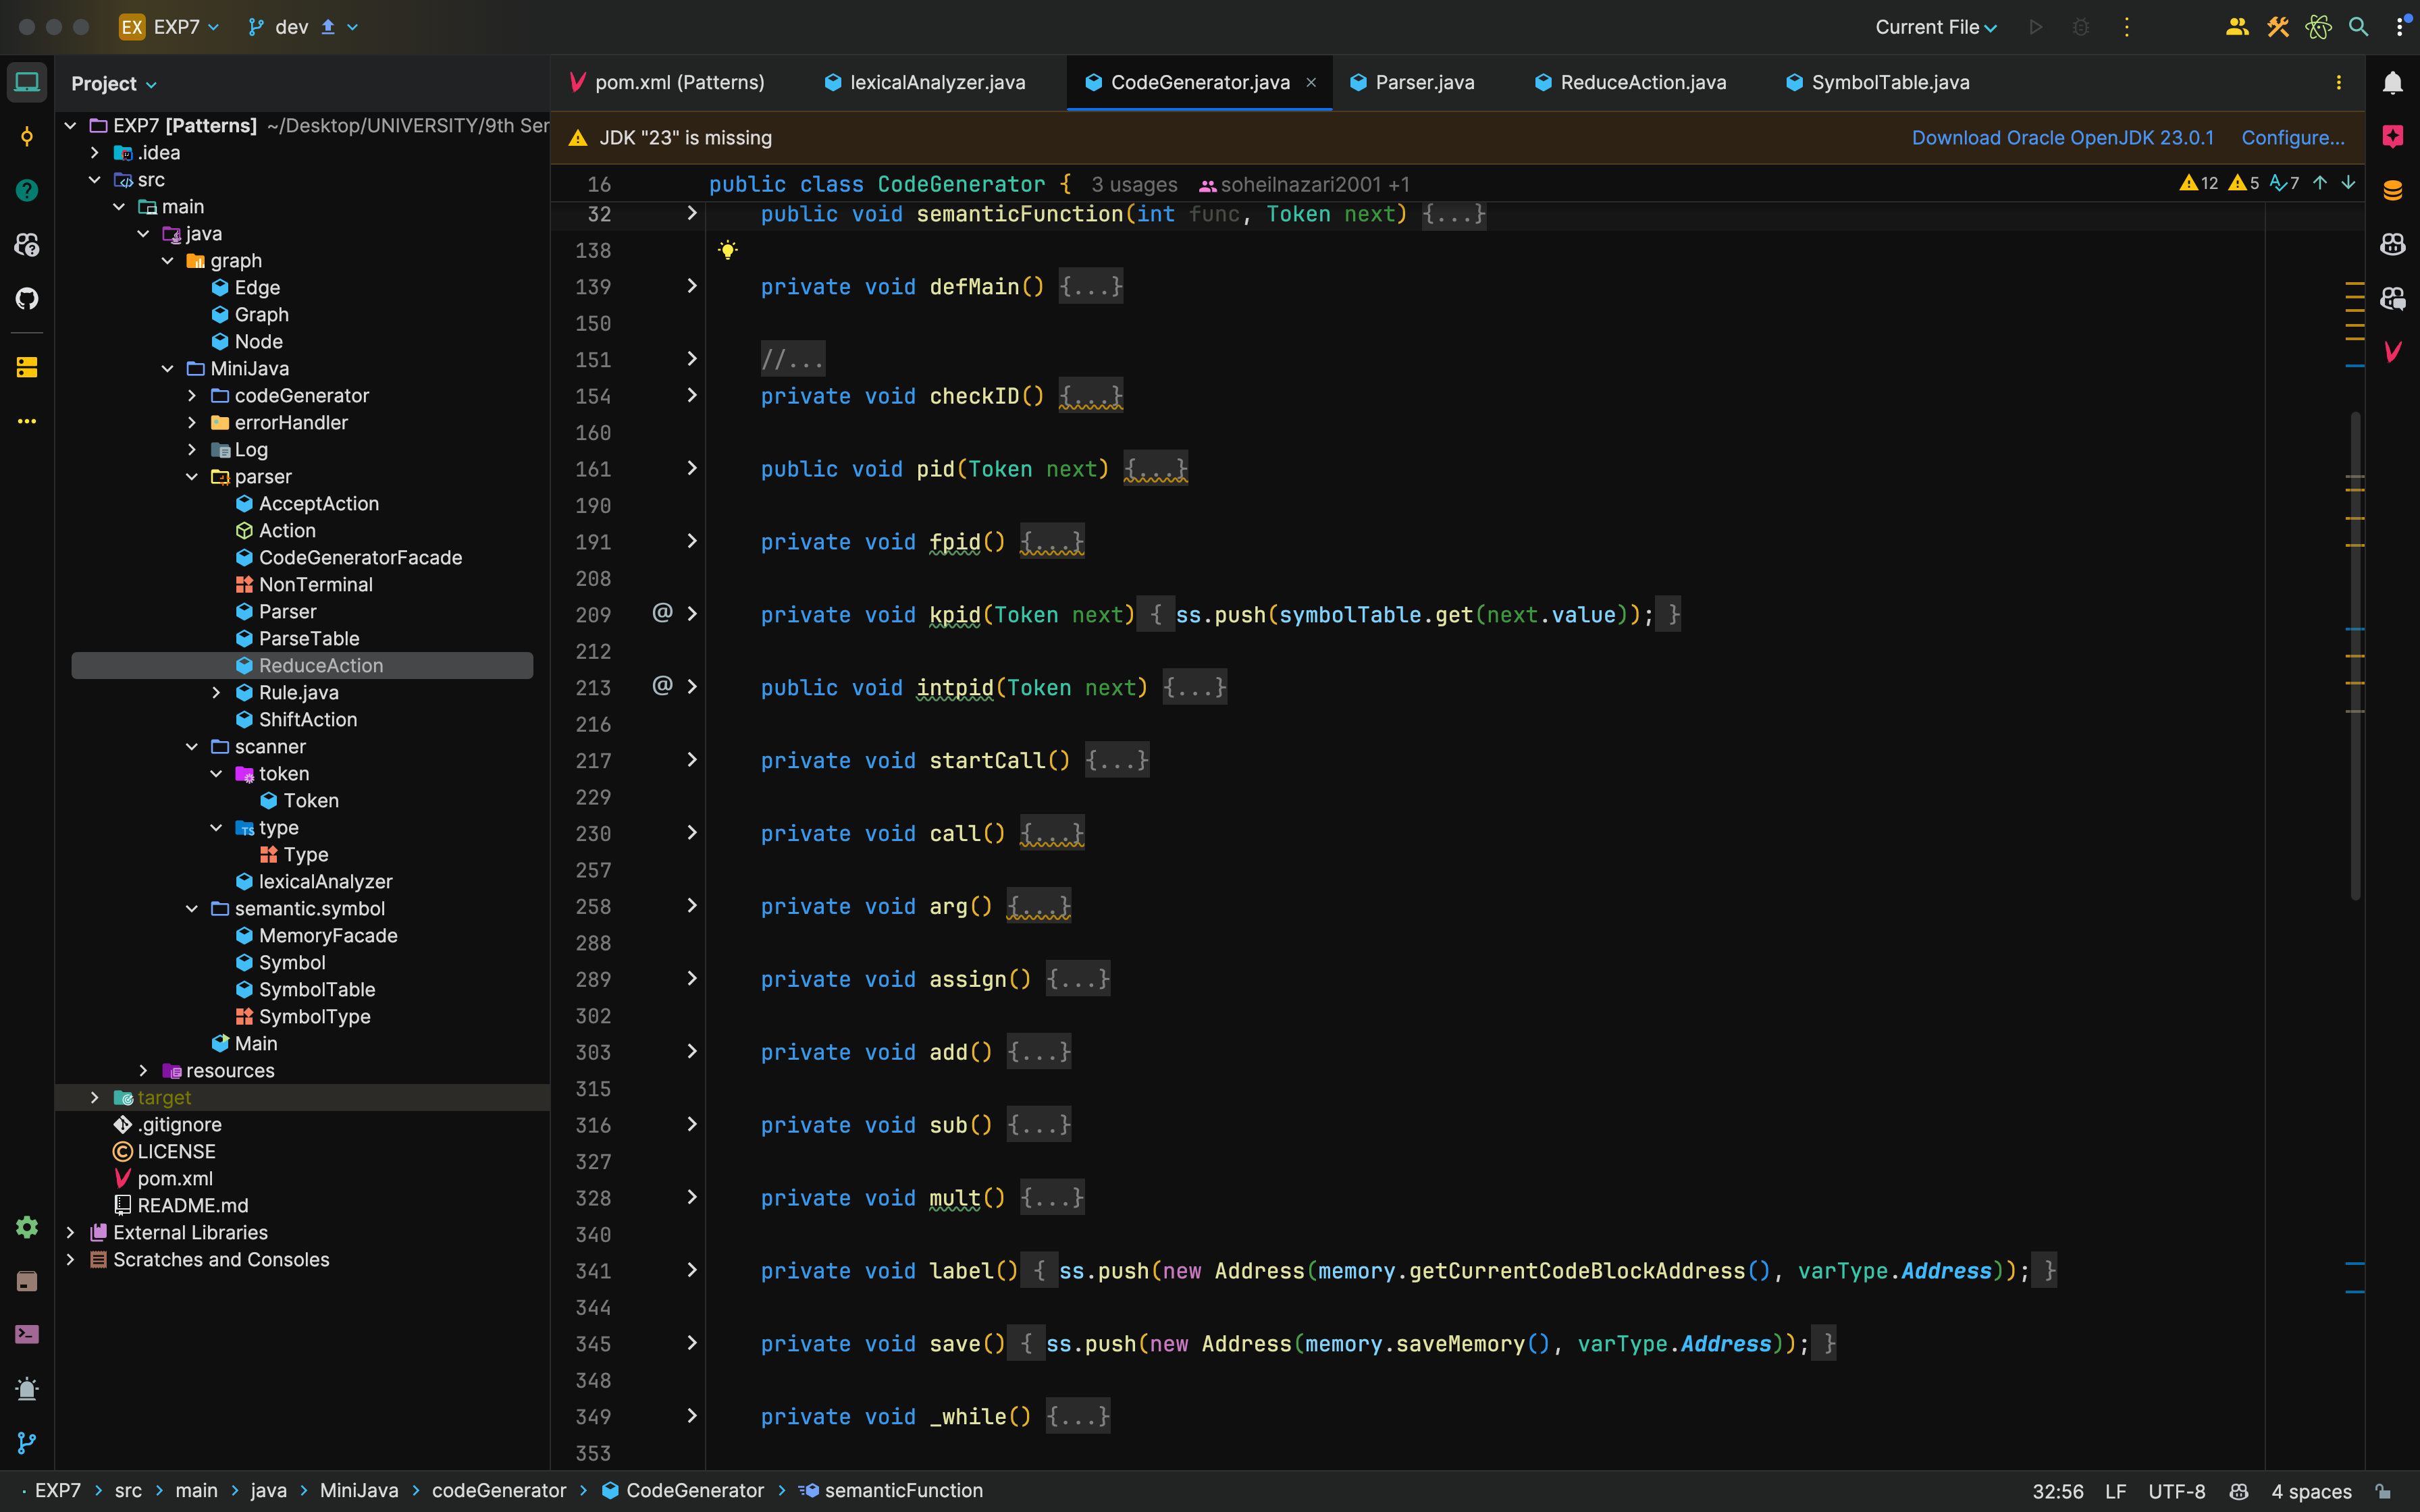 EX EXP7 dev Current File
Project
pom.xml (Patterns) lexicalAnalyzer.java CodeGenerator.java Parser.java ReduceAction.java SymbolTable.java
JDK "23" is missing Download Oracle OpenJDK 23.0.1 Configure...
EXP7 [Patterns] ~/Desktop/UNIVERSITY/9th Ser
.idea
src
main
java
graph
Edge
Graph
Node
MiniJava
codeGenerator
errorHandler
Log
parser
AcceptAction
Action
CodeGeneratorFacade
NonTerminal
Parser
ParseTable
ReduceAction
Rule.java
ShiftAction
scanner
token
Token
type
Type
lexicalAnalyzer
semantic.symbol
MemoryFacade
Symbol
SymbolTable
SymbolType
Main
resources
target
.gitignore
LICENSE
pom.xml
README.md
External Libraries
Scratches and Consoles
16 public class CodeGenerator { 3 usages soheilnazari2001 +1 12 5 7
32 public void semanticFunction(int func, Token next) {...}
138
139 private void defMain() {...}
150
151 //...
154 private void checkID() {...}
160
161 public void pid(Token next) {...}
190
191 private void fpid() {...}
208
209 @ private void kpid(Token next) { ss.push(symbolTable.get(next.value)); }
212
213 @ public void intpid(Token next) {...}
216
217 private void startCall() {...}
229
230 private void call() {...}
257
258 private void arg() {...}
288
289 private void assign() {...}
302
303 private void add() {...}
315
316 private void sub() {...}
327
328 private void mult() {...}
340
341 private void label() { ss.push(new Address(memory.getCurrentCodeBlockAddress(), varType.Address)); }
344
345 private void save() { ss.push(new Address(memory.saveMemory(), varType.Address)); }
348
349 private void _while() {...}
353
EXP7 > src > main > java > MiniJava > codeGenerator > CodeGenerator > semanticFunction 32:56 LF UTF-8 4 spaces